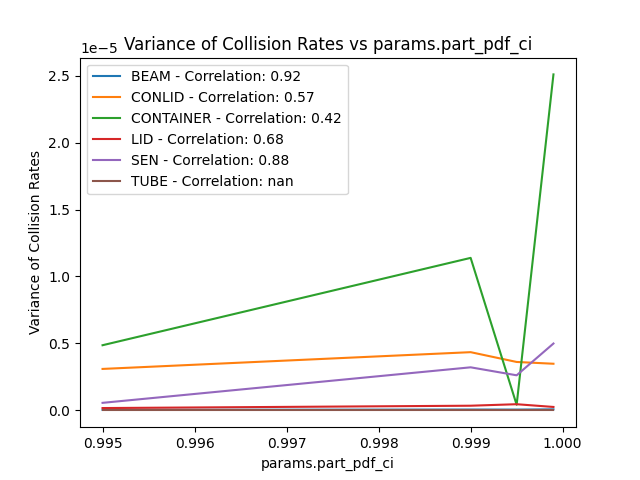 Variance of Collision Rates vs params.part_pdf_ci
1e−5
BEAM - Correlation: 0.92
CONLID - Correlation: 0.57
CONTAINER - Correlation: 0.42
LID - Correlation: 0.68
SEN - Correlation: 0.88
TUBE - Correlation: nan
Variance of Collision Rates
2.5
2.0
1.5
1.0
0.5
0.0
0.995 0.996 0.997 0.998 0.999 1.000
params.part_pdf_ci